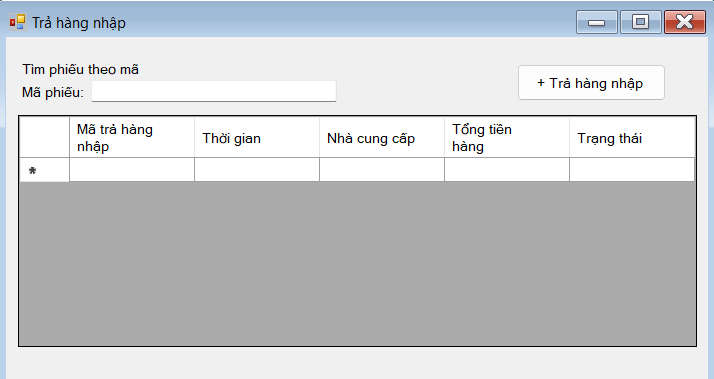 Trả hàng nhập
Tìm phiếu theo mã
Mã phiếu:
+ Trả hàng nhập
Mã trả hàng
nhập
Thời gian
Nhà cung cấp
Tổng tiền
hàng
Trạng thái
*